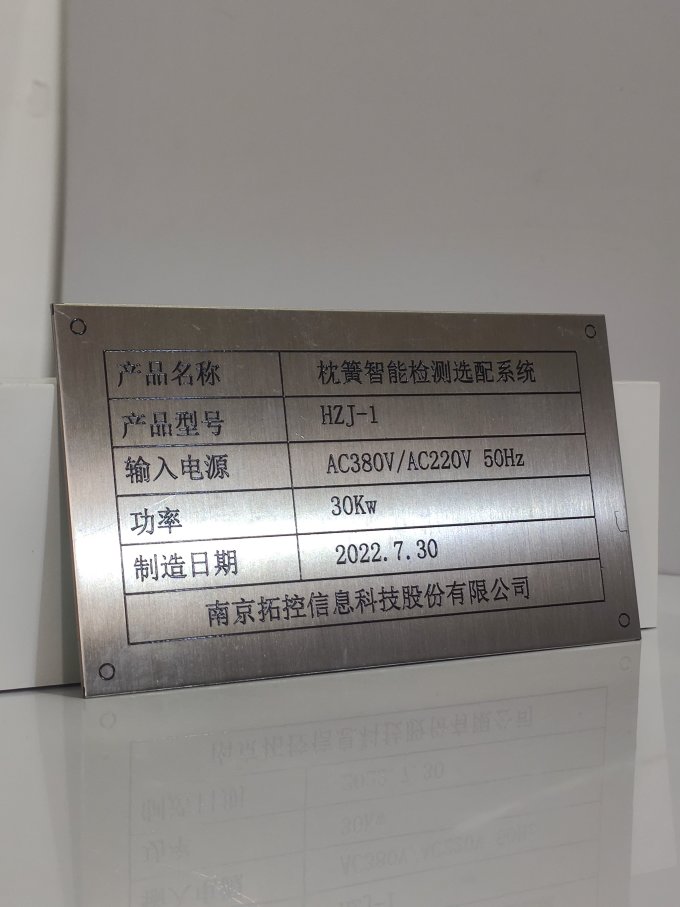 产品名称 枕簧智能检测选配系统
产品型号 HZJ-1
输入电源 AC380V/AC220V 50Hz
功率 30Kw
制造日期 2022.7.30
南京拓控信息科技股份有限公司